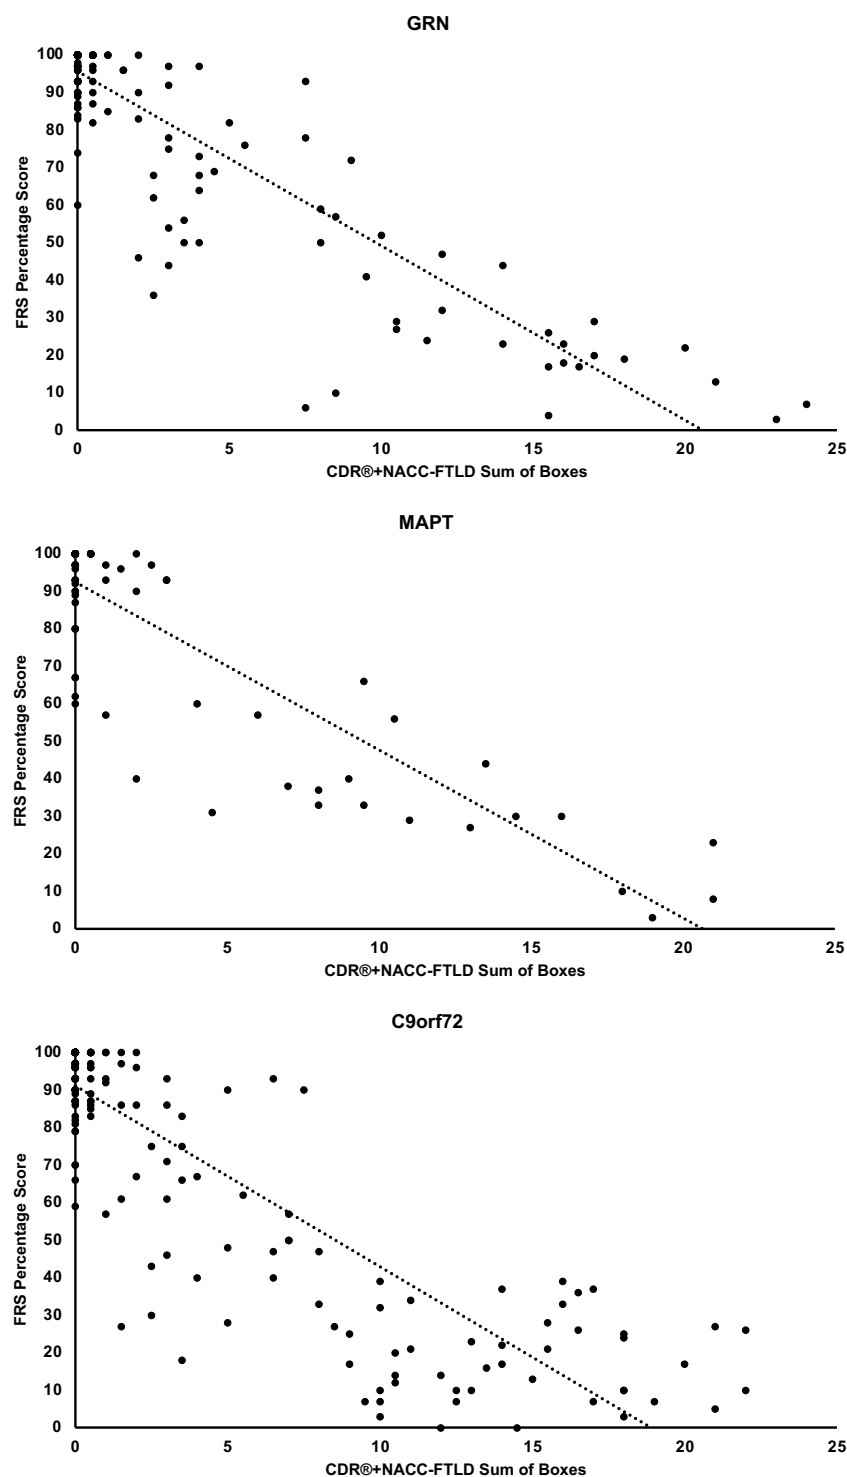 GRN
100
90
80
70
60
50
40
30
20
10
0
FRS Percentage Score
0 5 10 15 20 25
CDR®+NACC-FTLD Sum of Boxes
MAPT
100
90
80
70
60
50
40
30
20
10
0
FRS Percentage Score
0 5 10 15 20 25
CDR®+NACC-FTLD Sum of Boxes
C9orf72
100
90
80
70
60
50
40
30
20
10
0
FRS Percentage Score
0 5 10 15 20 25
CDR®+NACC-FTLD Sum of Boxes